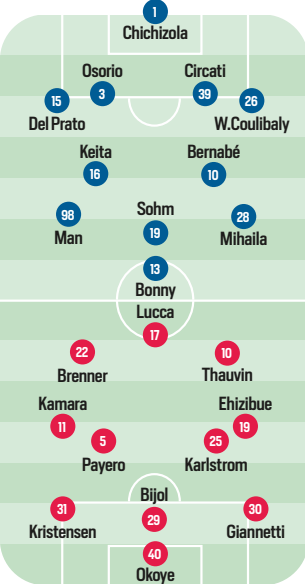 1
Chichizola
Osorio Circati
15 3 39 26
Del Prato W.Coulibaly
Keita Bernabé
16 10
98 Sohm 28
Man 19 Mihaila
13
Bonny
Lucca
17
22 10
Brenner Thauvin
Kamara Ehizibue
11 5 25 19
Payero Karlstrom
31 Bijol 30
Kristensen 29 Giannetti
40
Okoye